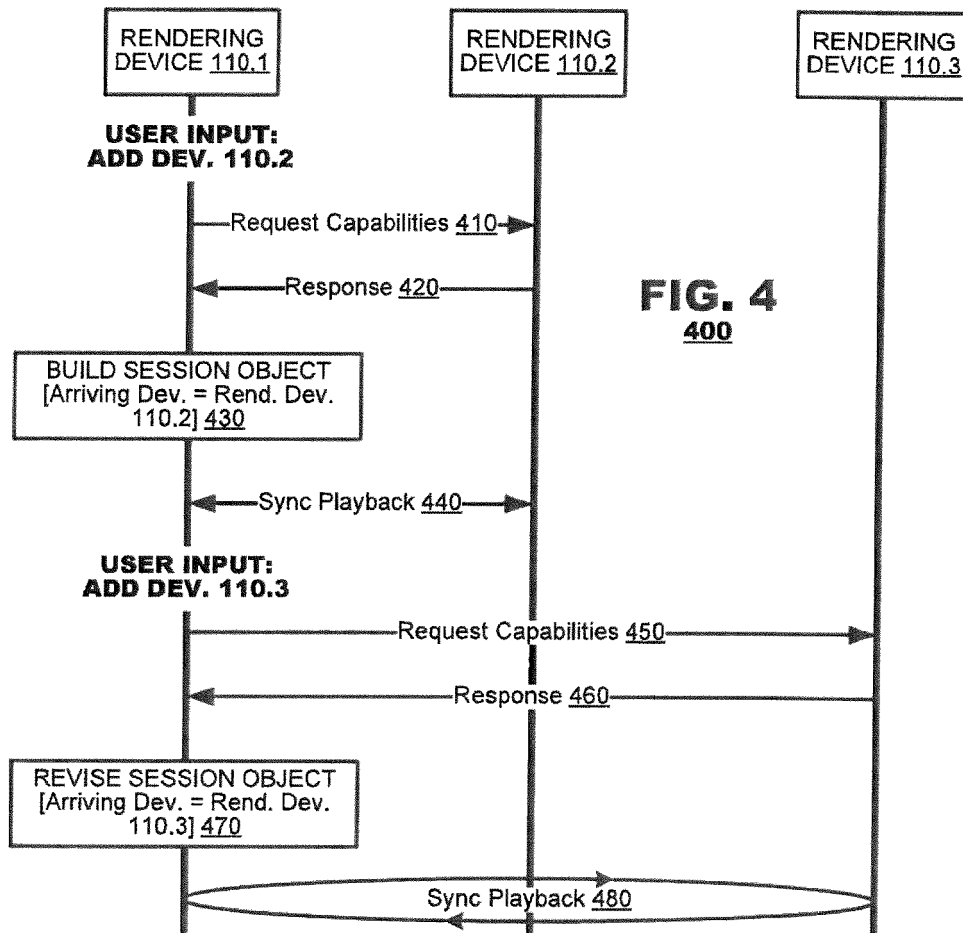 RENDERING
DEVICE 110.1
RENDERING
DEVICE 110.2
RENDERING
DEVICE 110.3
USER INPUT:
ADD DEV. 110.2
Request Capabilities 410
Response 420
FIG. 4
400
BUILD SESSION OBJECT
[Arriving Dev. = Rend. Dev.
110.2] 430
Sync Playback 440
USER INPUT:
ADD DEV. 110.3
Request Capabilities 450
Response 460
REVISE SESSION OBJECT
[Arriving Dev. = Rend. Dev.
110.3] 470
Sync Playback 480